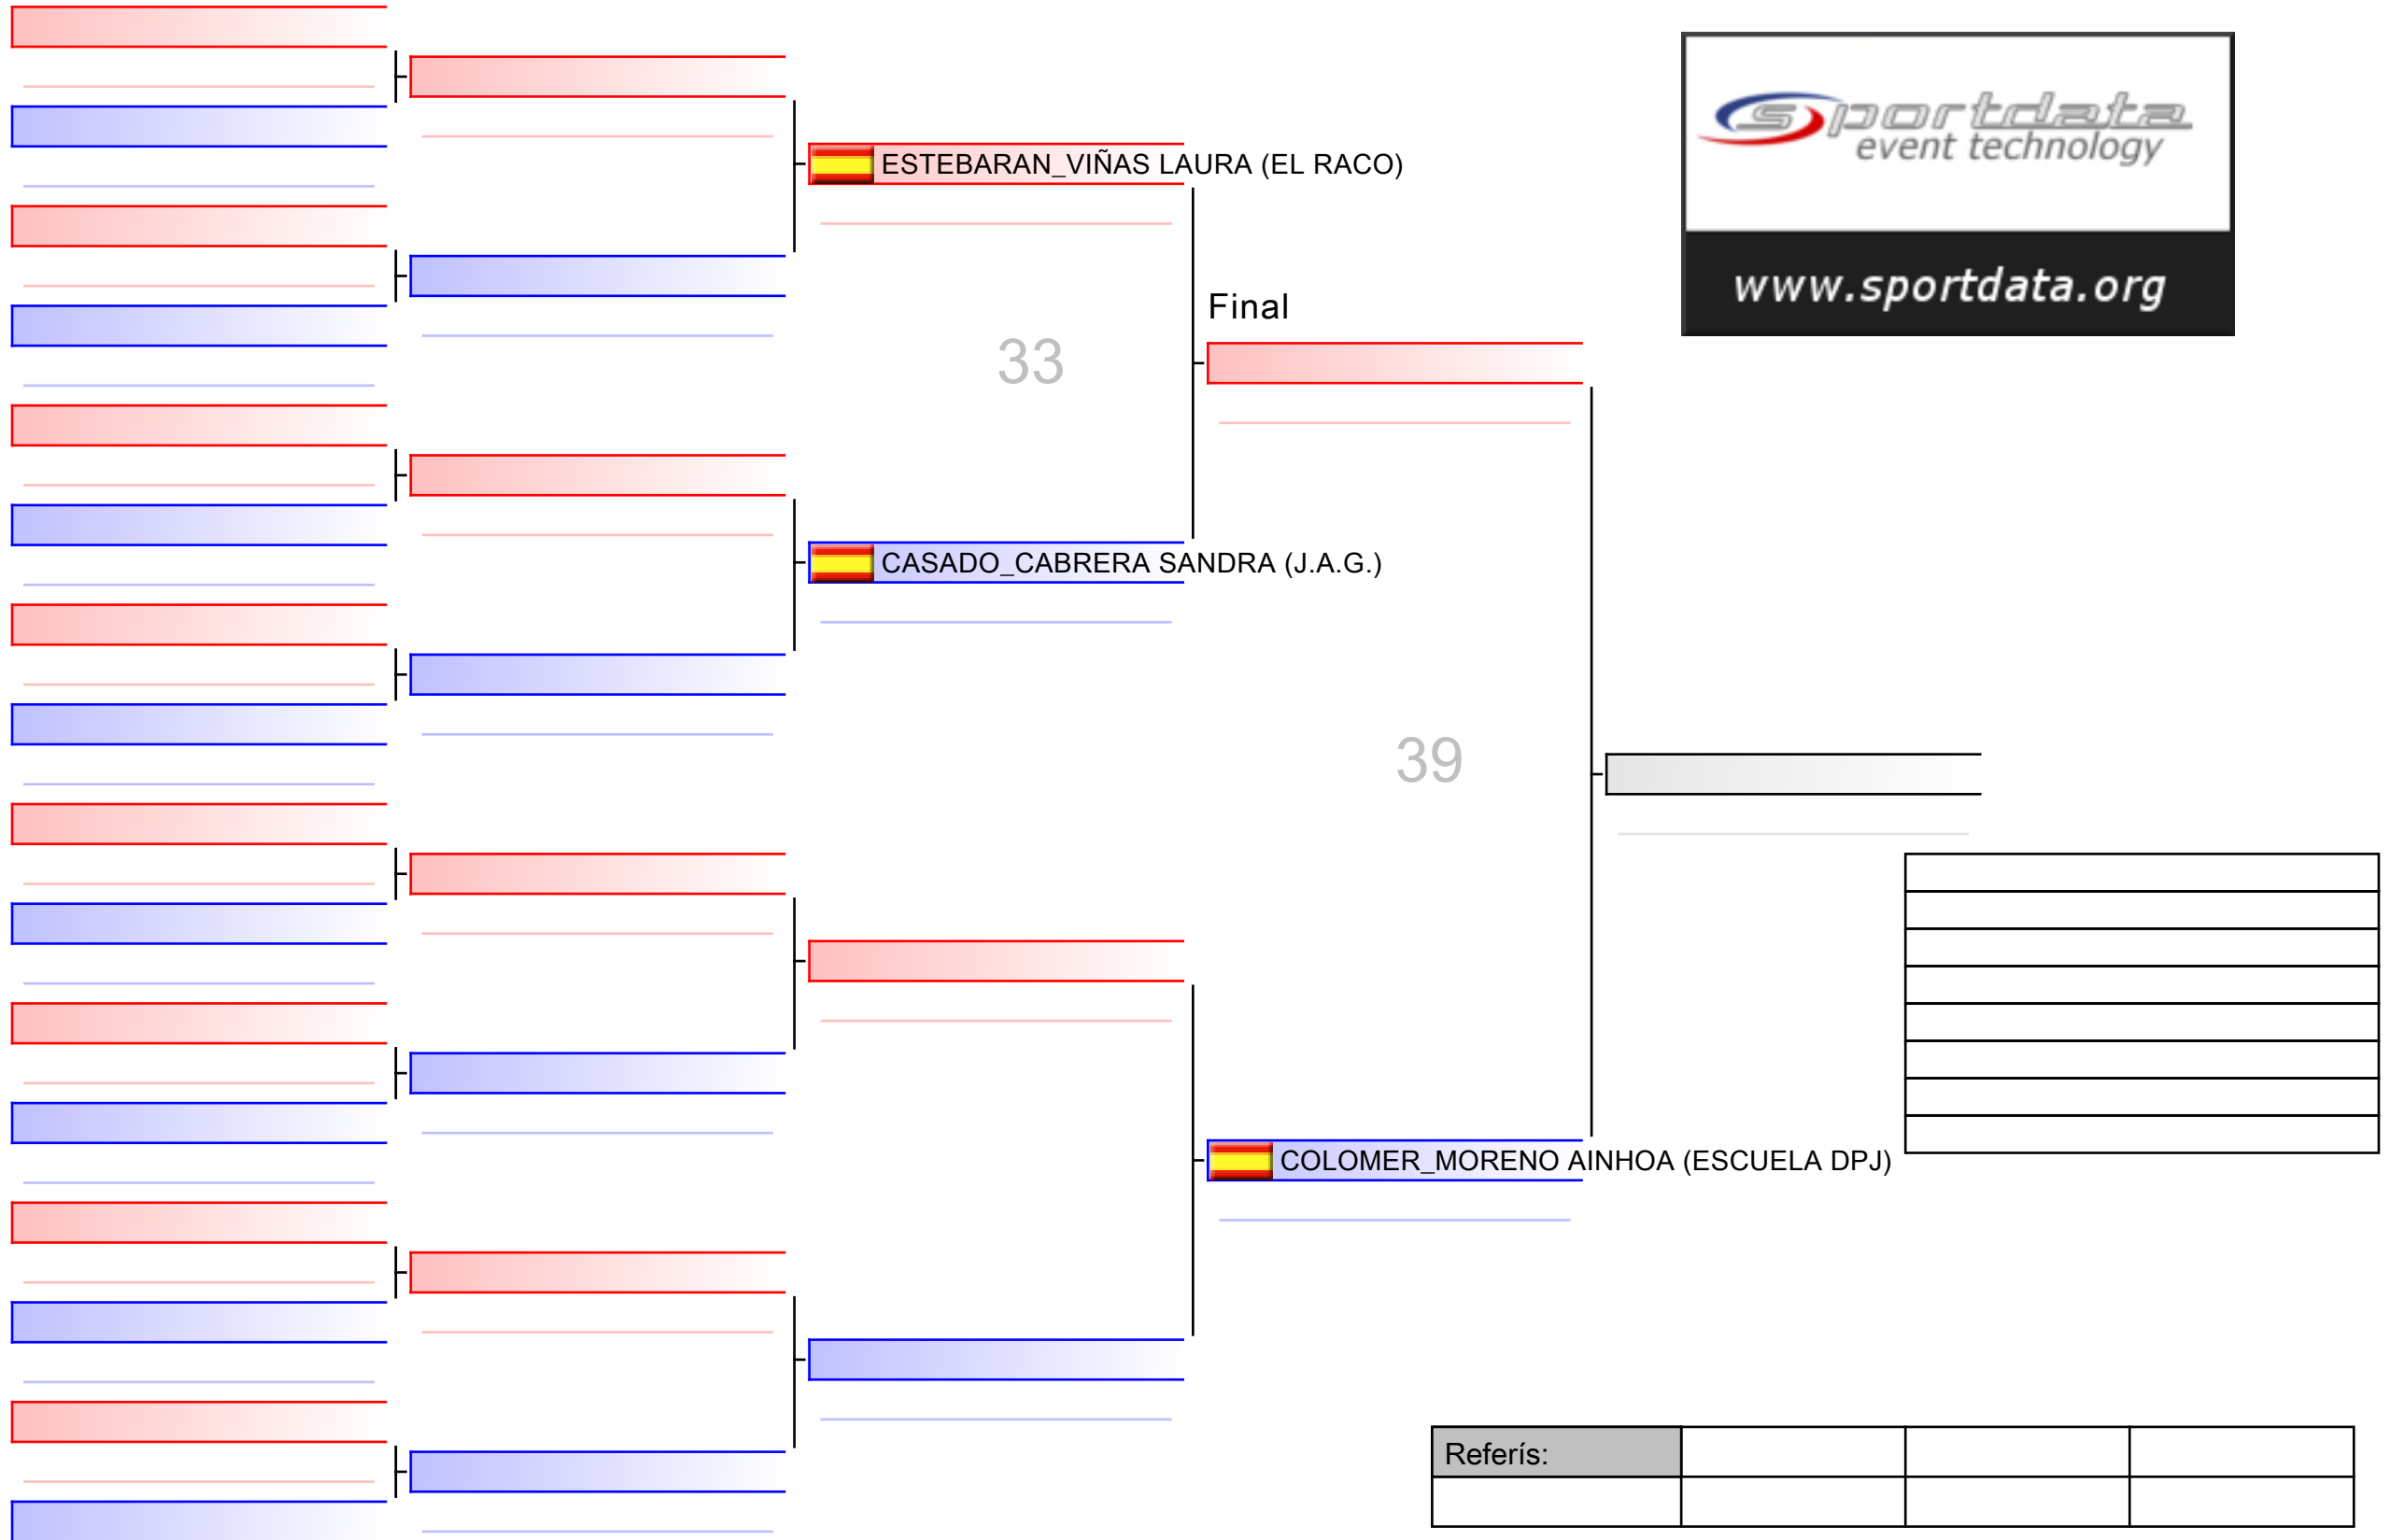 sportdata
event technology
www.sportdata.org
ESTEBARAN_VIÑAS LAURA (EL RACO)
Final
33
CASADO_CABRERA SANDRA (J.A.G.)
39
COLOMER_MORENO AINHOA (ESCUELA DPJ)
Referís: